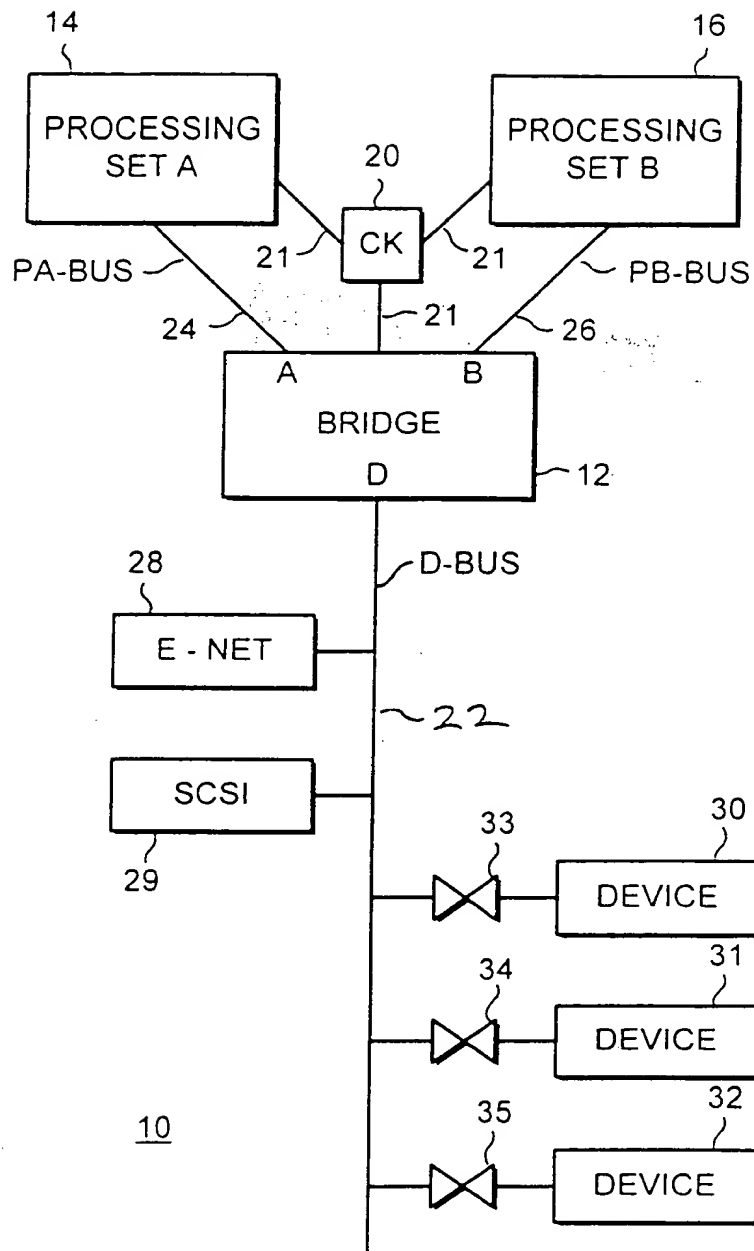 14
16
PROCESSING
SET A
PROCESSING
SET B
20
CK
21
21
PA-BUS
PB-BUS
24
21
26
A
B
BRIDGE
D
12
D-BUS
28
E - NET
22
SCSI
29
33
30
DEVICE
34
31
DEVICE
10
35
32
DEVICE